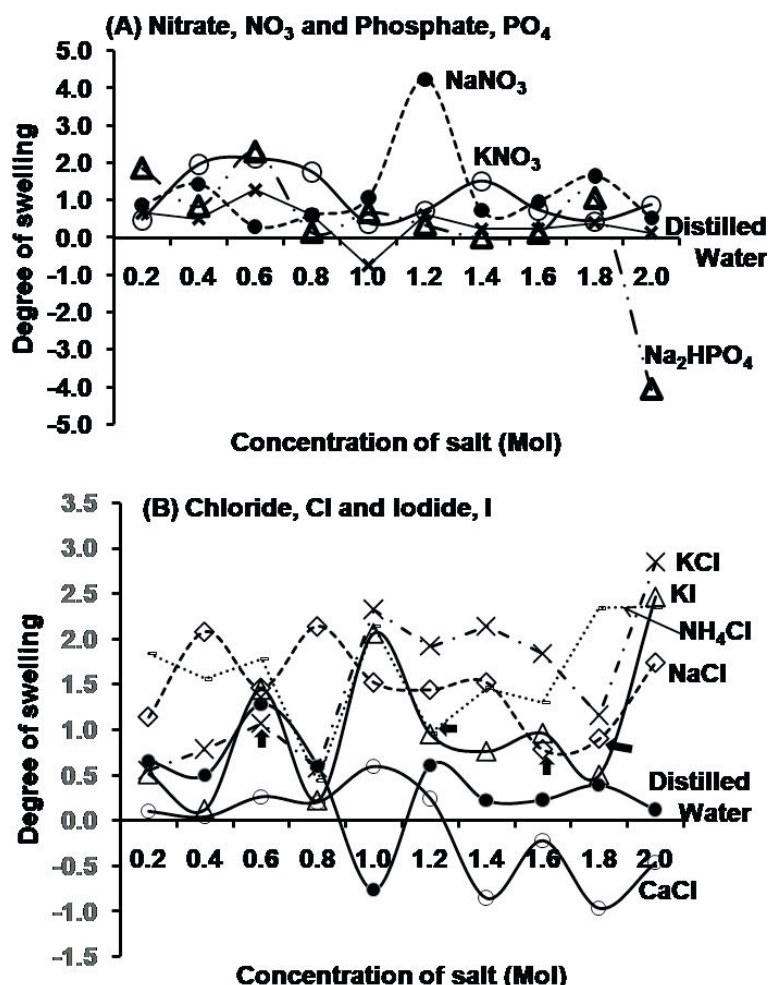 (A) Nitrate, NO₃ and Phosphate, PO₄
5.0
4.0
3.0
2.0
1.0
0.0
-1.0
-2.0
-3.0
-4.0
-5.0
Degree of swelling
NaNO₃
KNO₃
Distilled
Water
0.2 0.4 0.6 0.8 1.0 1.2 1.4 1.6 1.8 2.0
Na₂HPO₄
Concentration of salt (Mol)
(B) Chloride, Cl and Iodide, I
3.5
3.0
2.5
2.0
1.5
1.0
0.5
0.0
-0.5
-1.0
-1.5
Degree of swelling
KCl
KI
NH₄Cl
NaCl
Distilled
Water
0.2 0.4 0.6 0.8 1.0 1.2 1.4 1.6 1.8 2.0
CaCl
Concentration of salt (Mol)